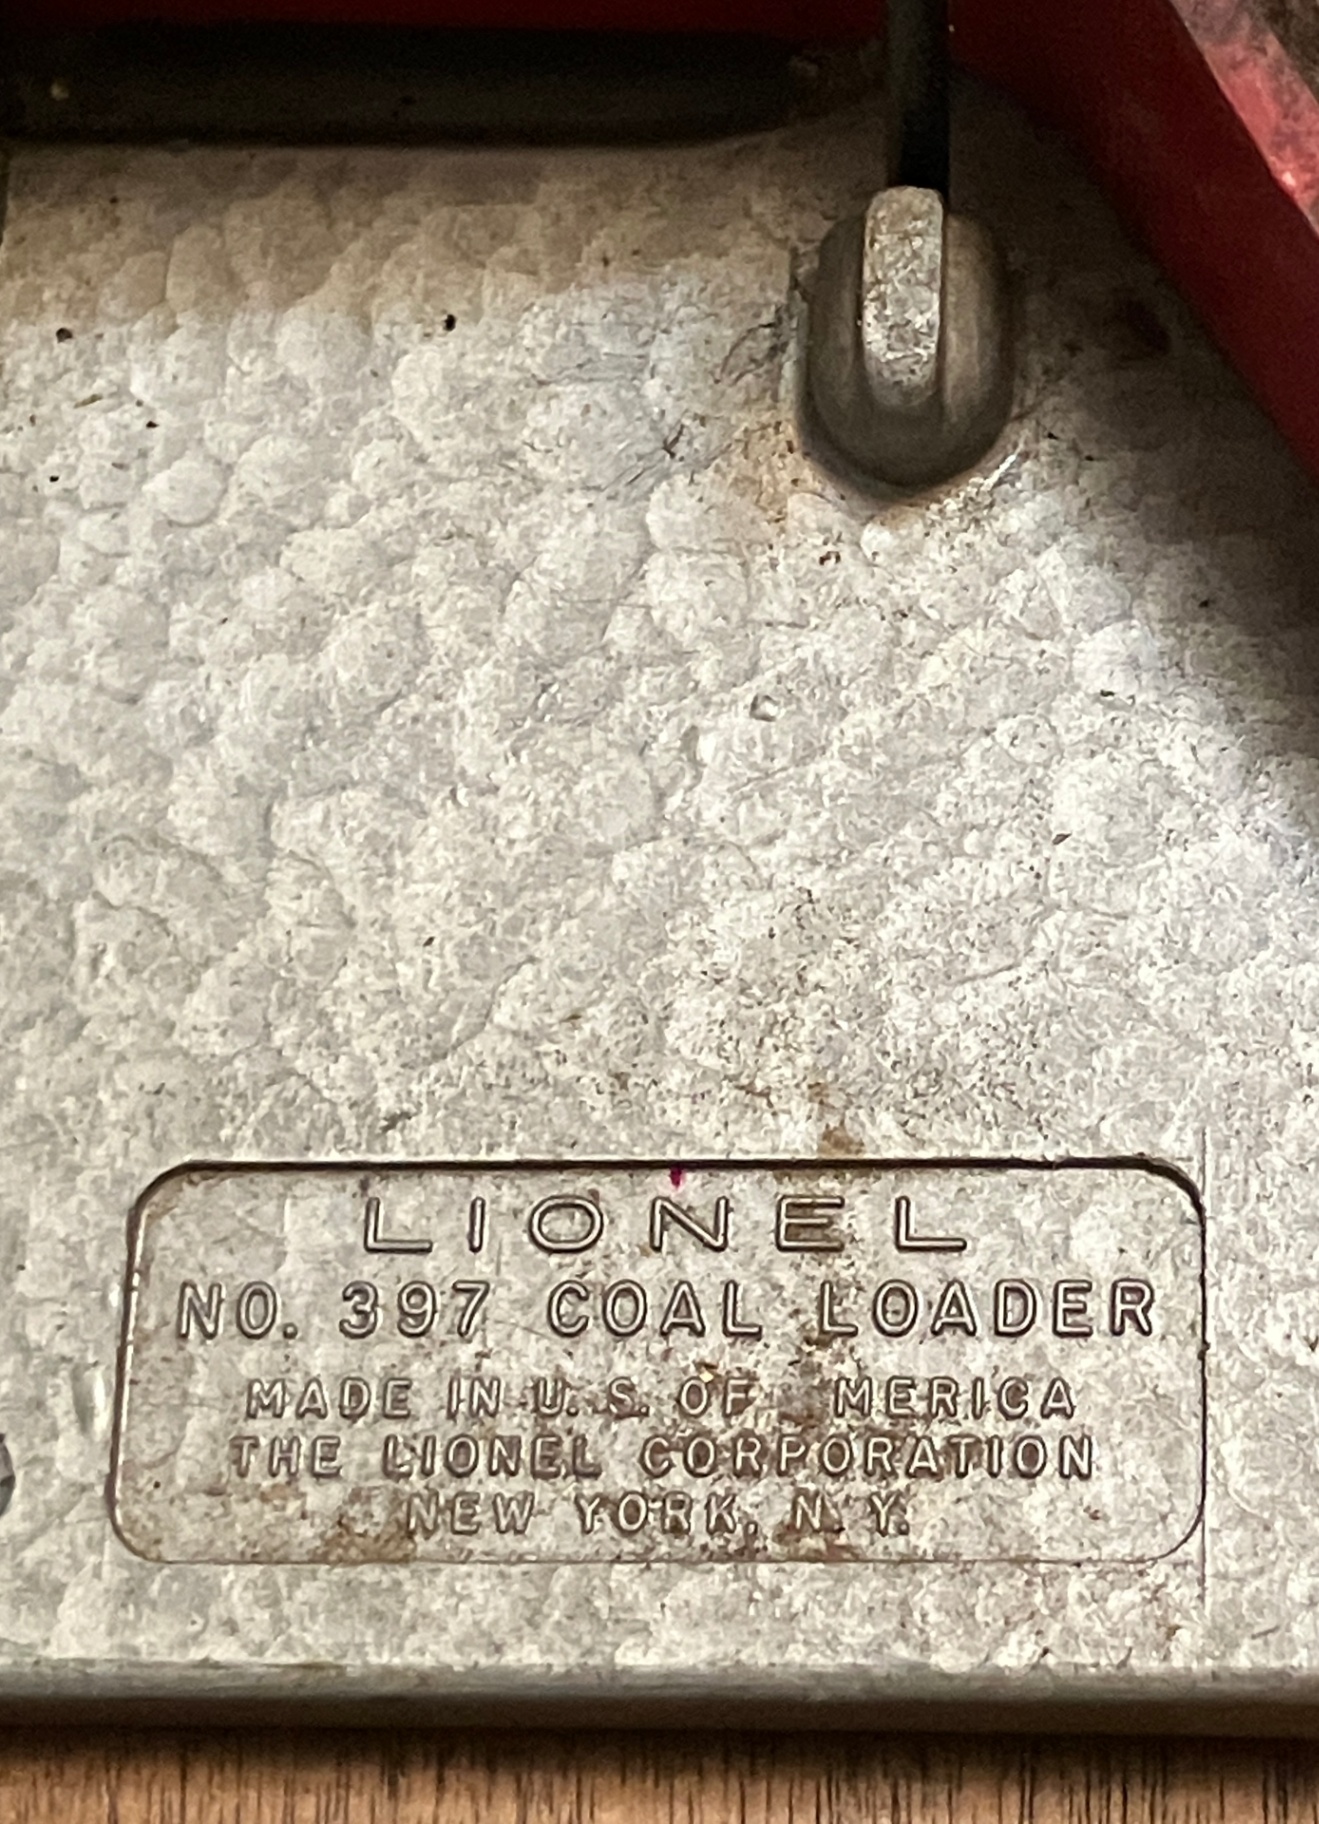 LIONEL
NO. 397 COAL LOADER
MADE IN U.S. OF MERICA
THE LIONEL CORPORATION
NEW YORK, N.Y.